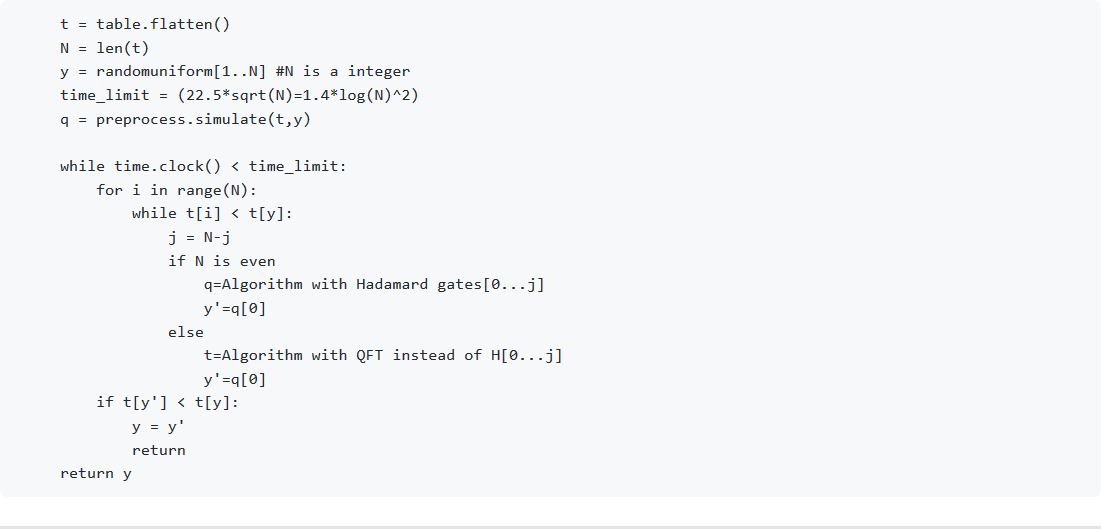 t = table.flatten()
N = len(t)
y = randomuniform[1..N] #N is a integer
time_limit = (22.5*sqrt(N)=1.4*log(N)^2)
q = preprocess.simulate(t,y)

while time.clock() < time_limit:
    for i in range(N):
        while t[i] < t[y]:
            j = N-j
            if N is even
                q=Algorithm with Hadamard gates[0...j]
                y'=q[0]
            else
                t=Algorithm with QFT instead of H[0...j]
                y'=q[0]
    if t[y'] < t[y]:
        y = y'
        return
return y